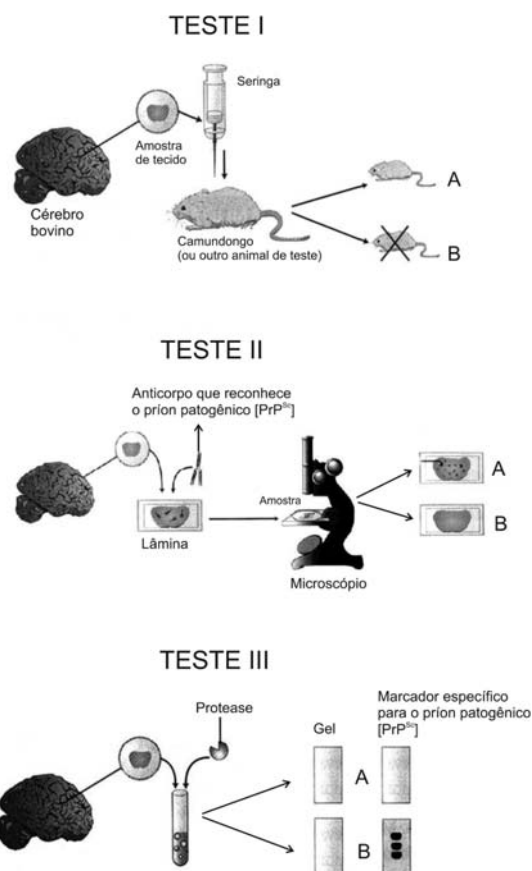 TESTE I
Seringa
Amostra
de tecido
Cérebro
bovino
Camundongo
(ou outro animal de teste)
A
B
TESTE II
Anticorpo que reconhece
o príon patogênico [PrPSc]
Amostra
Lâmina
Microscópio
A
B
TESTE III
Protease
Gel
Marcador específico
para o príon patogênico
[PrPSc]
A
B